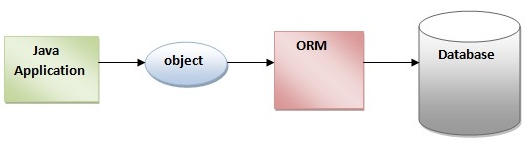 Java
Application
object
ORM
Database